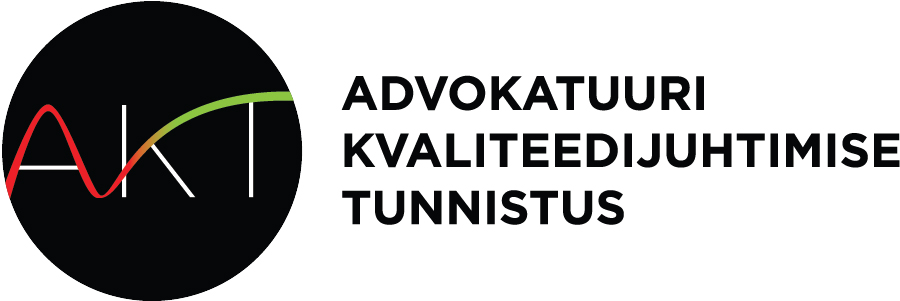 AKT
ADVOKATUURI
KVALITEEDIJUHTIMISE
TUNNISTUS